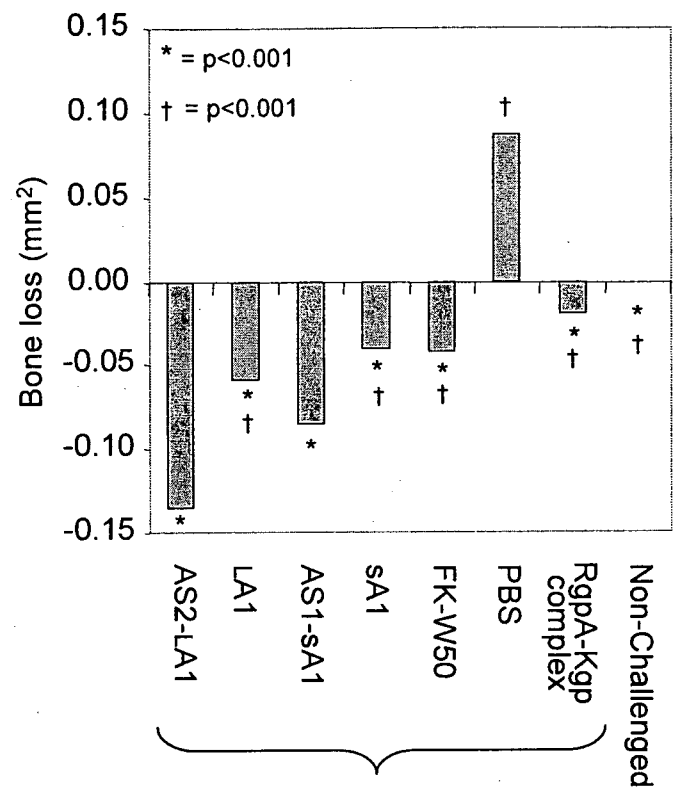 0.15
* = p<0.001
0.10
† = p<0.001
†
0.05
Bone loss (mm²)
0.00
* * * * * * * *
† † † † †
-0.05
-0.10
-0.15
AS2-LA1
LA1
AS1-sA1
sA1
FK-W50
PBS
RgpA-Kgp
complex
Non-Challenged